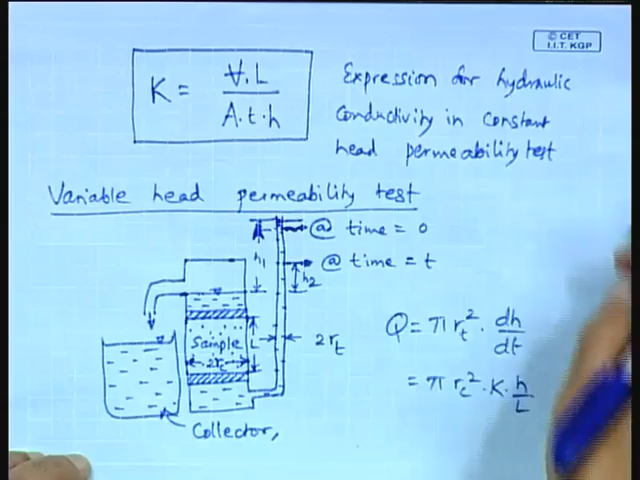 © CET
I.I.T. KGP
K = V.L / A.t.h
Expression for hydraulic
conductivity in constant
head permeability test
Variable head permeability test
@ time = 0
@ time = t
h1
h2
Sample
L
2rc
2rt
Q = π rt² . dh/dt
= π rc² . K . h/L
Collector,